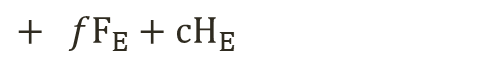 + fF_E + cH_E